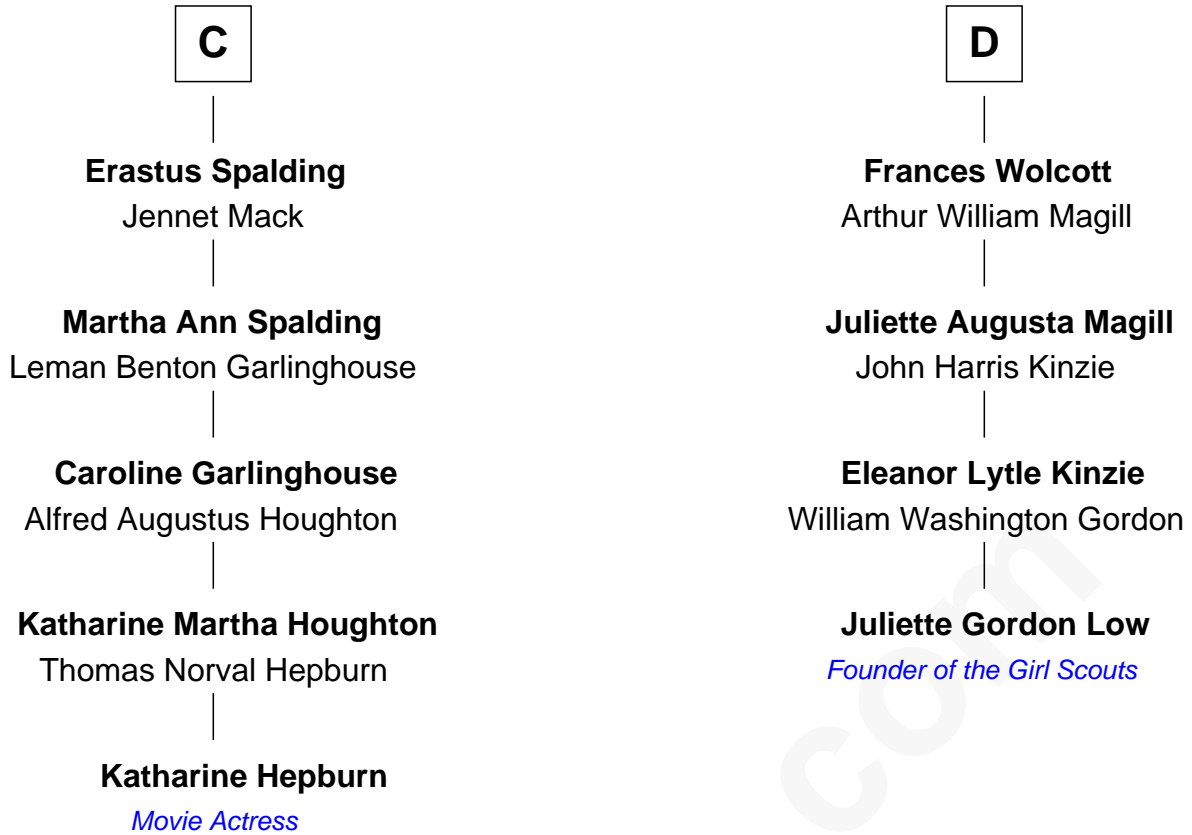 C
Erastus Spalding
Jennet Mack
Martha Ann Spalding
Leman Benton Garlinghouse
Caroline Garlinghouse
Alfred Augustus Houghton
Katharine Martha Houghton
Thomas Norval Hepburn
Katharine Hepburn
Movie Actress
D
Frances Wolcott
Arthur William Magill
Juliette Augusta Magill
John Harris Kinzie
Eleanor Lytle Kinzie
William Washington Gordon
Juliette Gordon Low
Founder of the Girl Scouts
com